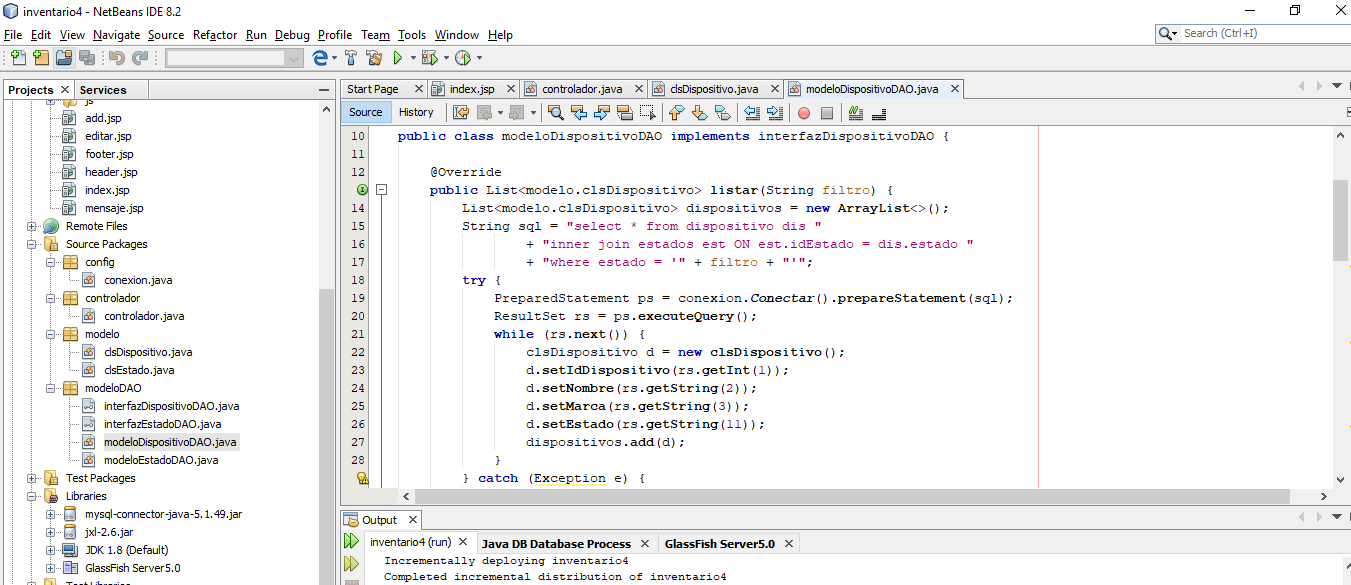 inventario4 - NetBeans IDE 8.2
File Edit View Navigate Source Refactor Run Debug Profile Team Tools Window Help
Search (Ctrl+I)
Projects Services
js
add.jsp
editar.jsp
footer.jsp
header.jsp
index.jsp
mensaje.jsp
Remote Files
Source Packages
config
conexion.java
controlador
controlador.java
modelo
clsDispositivo.java
clsEstado.java
modeloDAO
interfazDispositivoDAO.java
interfazEstadoDAO.java
modeloDispositivoDAO.java
modeloEstadoDAO.java
Test Packages
Libraries
mysql-connector-java-5.1.49.jar
jxl-2.6.jar
JDK 1.8 (Default)
GlassFish Server5.0
Test Libraries
Start Page index.jsp controlador.java clsDispositivo.java modeloDispositivoDAO.java
Source History
10 public class modeloDispositivoDAO implements interfazDispositivoDAO {
11
12 @Override
public List<modelo.clsDispositivo> listar(String filtro) {
14 List<modelo.clsDispositivo> dispositivos = new ArrayList<>();
15 String sql = "select * from dispositivo dis "
16 + "inner join estados est ON est.idEstado = dis.estado "
17 + "where estado = '" + filtro + "'";
18 try {
19 PreparedStatement ps = conexion.Conectar().prepareStatement(sql);
20 ResultSet rs = ps.executeQuery();
21 while (rs.next()) {
22 clsDispositivo d = new clsDispositivo();
23 d.setIdDispositivo(rs.getInt(1));
24 d.setNombre(rs.getString(2));
25 d.setMarca(rs.getString(3));
26 d.setEstado(rs.getString(11));
27 dispositivos.add(d);
28 }
} catch (Exception e) {
Output
inventario4 (run) Java DB Database Process GlassFish Server5.0
Incrementally deploying inventario4
Completed incremental distribution of inventario4